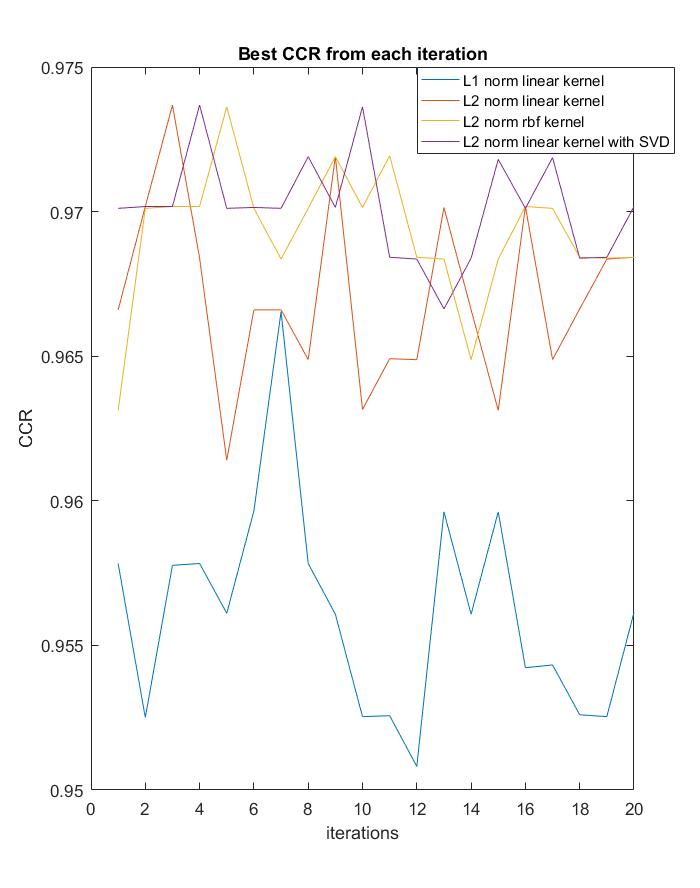 Best CCR from each iteration
0.975
L1 norm linear kernel
L2 norm linear kernel
L2 norm rbf kernel
L2 norm linear kernel with SVD
0.97
0.965
CCR
0.96
0.955
0.95
0 2 4 6 8 10 12 14 16 18 20
iterations